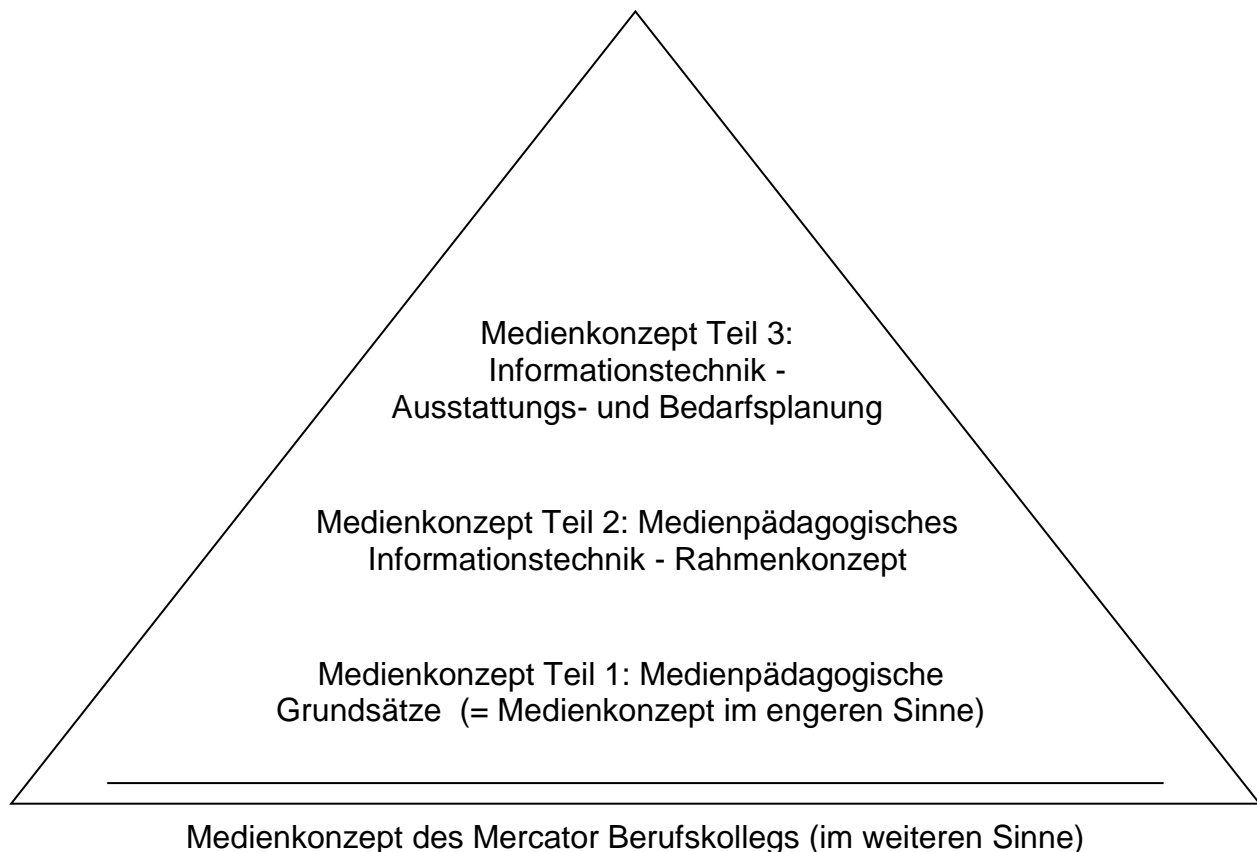 Medienkonzept Teil 3:
Informationstechnik -
Ausstattungs- und Bedarfsplanung
Medienkonzept Teil 2: Medienpädagogisches
Informationstechnik - Rahmenkonzept
Medienkonzept Teil 1: Medienpädagogische
Grundsätze  (= Medienkonzept im engeren Sinne)
Medienkonzept des Mercator Berufskollegs (im weiteren Sinne)